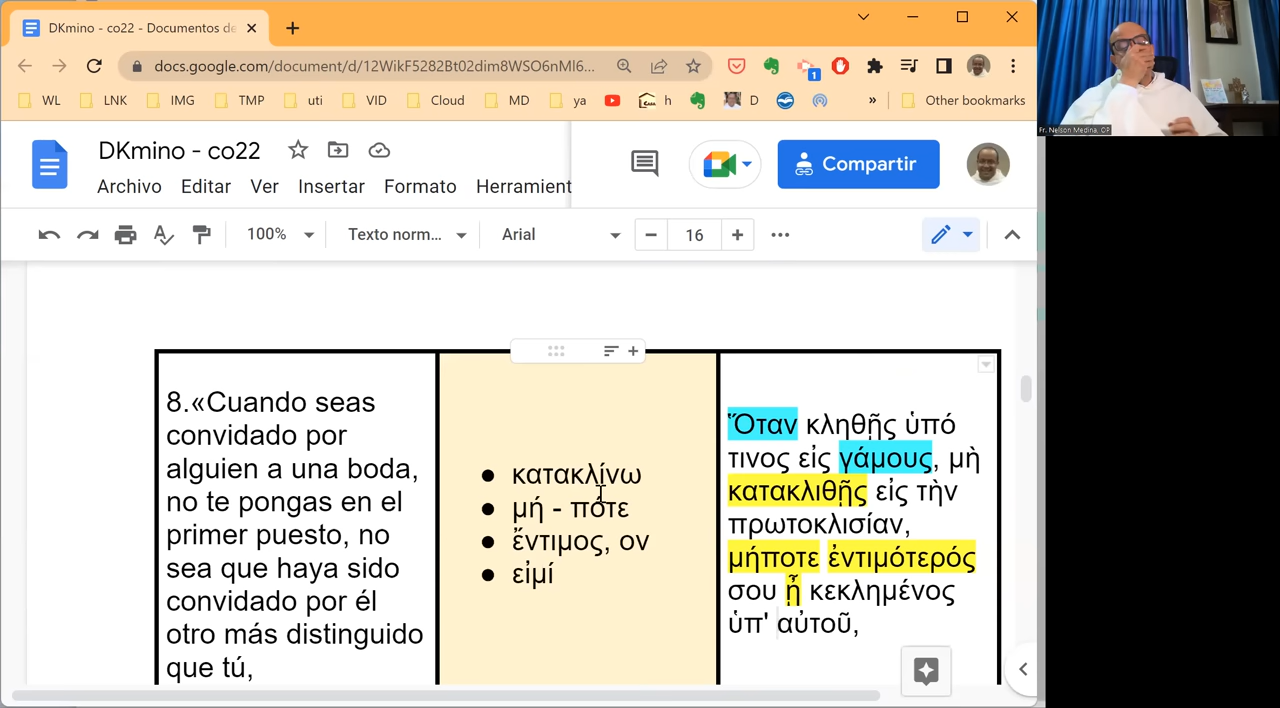 DKmino - co22 - Documentos de
docs.google.com/document/d/12WikF528
WL LNK IMG TMP uti VID Cloud MD ya h D » Other bookmarks
Fr. Nelson Medina, OP
DKmino - co22
Compartir
Archivo Editar Ver Insertar Formato Herramient
100% Texto norm... Arial 16
8.«Cuando seas
convidado por
alguien a una boda,
no te pongas en el
primer puesto, no
sea que haya sido
convidado por él
otro más distinguido
que tú,
κατακλίνω
μή - πότε
ἔντιμος, ον
εἰμί
Ὅταν κληθῇς ὑπό
τινος εἰς γάμους, μὴ
κατακλιθῇς εἰς τὴν
πρωτοκλισίαν,
μήποτε ἐντιμότερός
σου ᾖ κεκλημένος
ὑπ' αὐτοῦ,